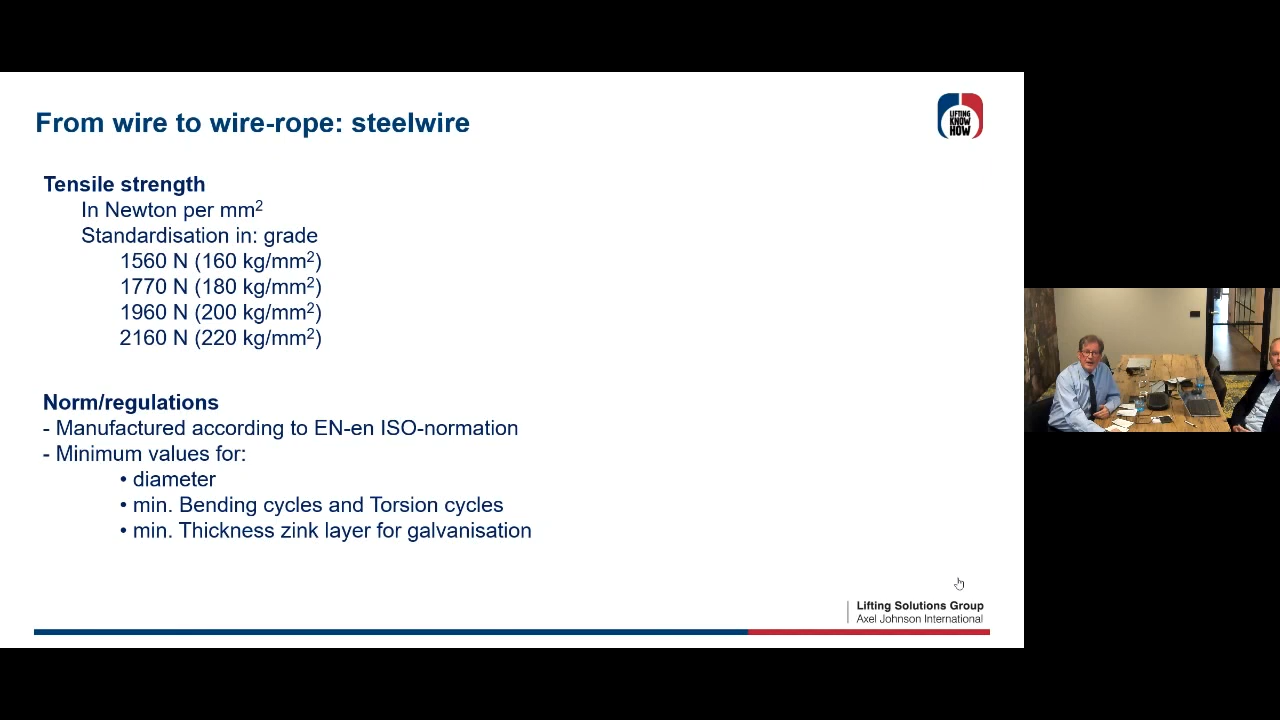 From wire to wire-rope: steelwire
LIFTING
KNOW
HOW
Tensile strength
In Newton per mm²
Standardisation in: grade
1560 N (160 kg/mm²)
1770 N (180 kg/mm²)
1960 N (200 kg/mm²)
2160 N (220 kg/mm²)
Norm/regulations
- Manufactured according to EN-en ISO-normation
- Minimum values for:
• diameter
• min. Bending cycles and Torsion cycles
• min. Thickness zink layer for galvanisation
Lifting Solutions Group
Axel Johnson International